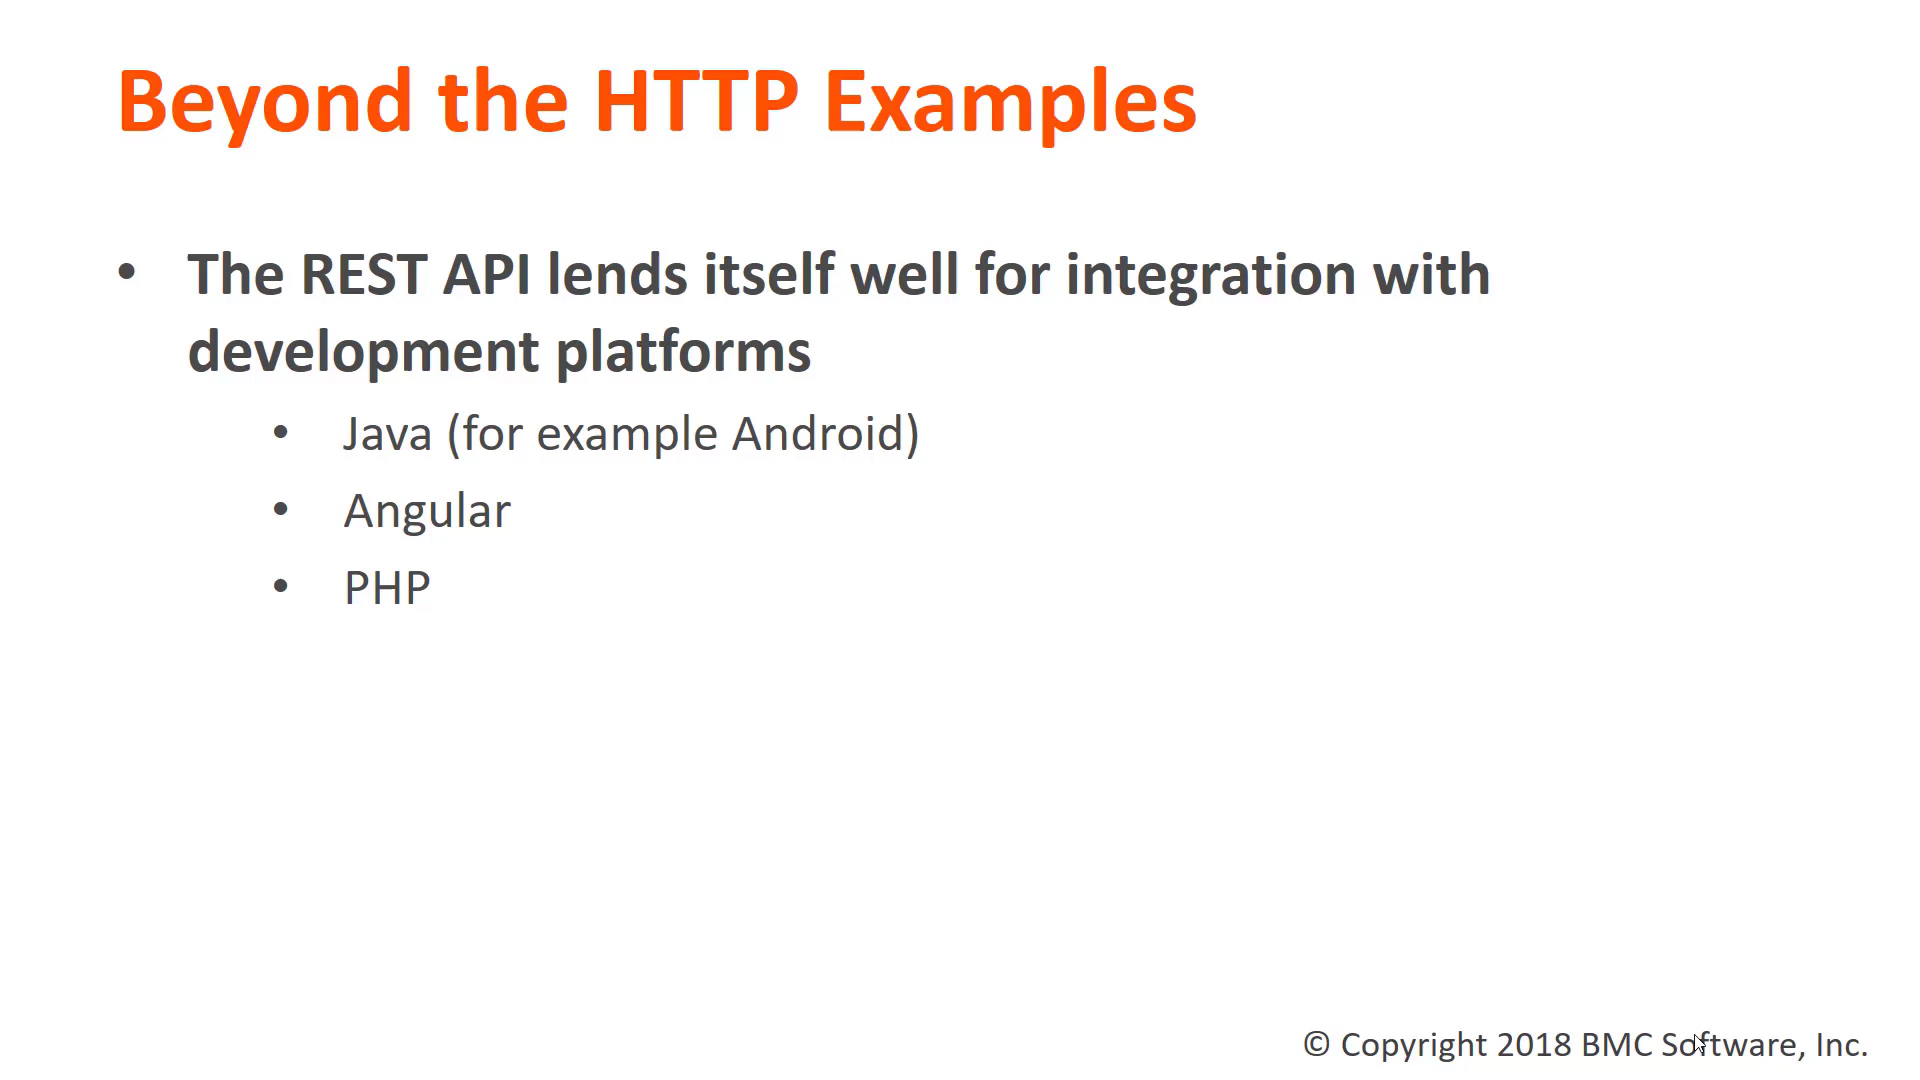 Beyond the HTTP Examples
• The REST API lends itself well for integration with
development platforms
• Java (for example Android)
• Angular
• PHP
© Copyright 2018 BMC Software, Inc.